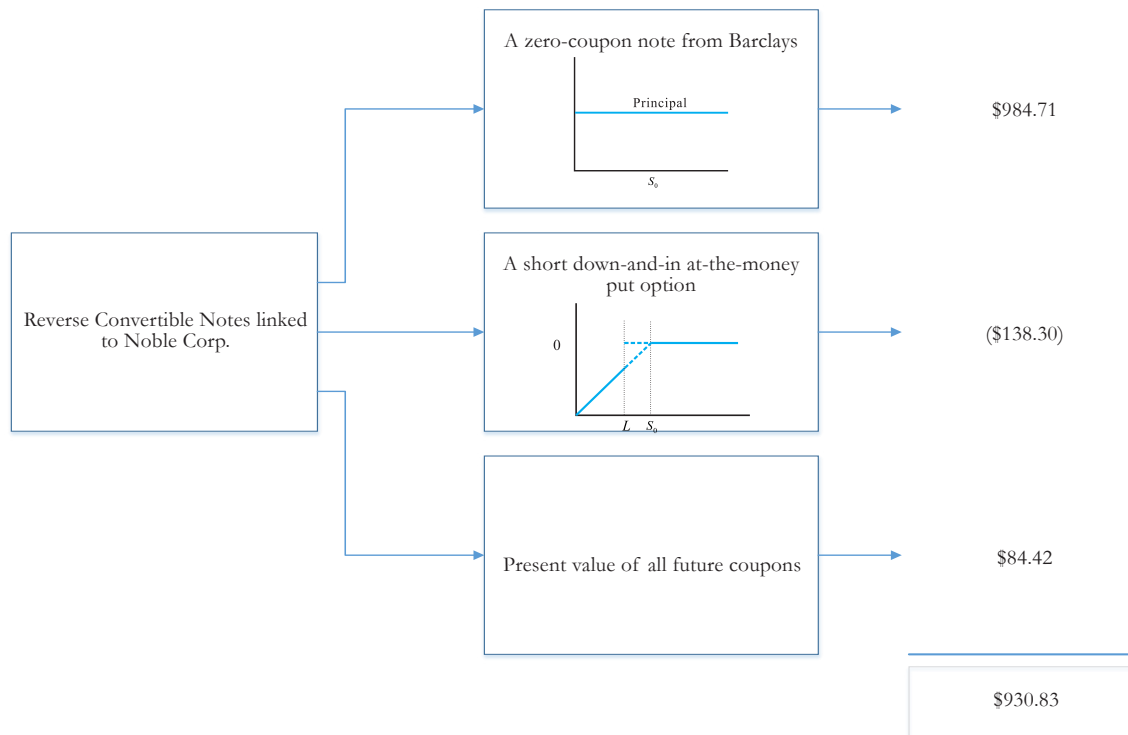 A zero-coupon note from Barclays
Principal
S₀
$984.71
Reverse Convertible Notes linked
to Noble Corp.
A short down-and-in at-the-money
put option
0
L S₀
($138.30)
Present value of all future coupons
$84.42
$930.83